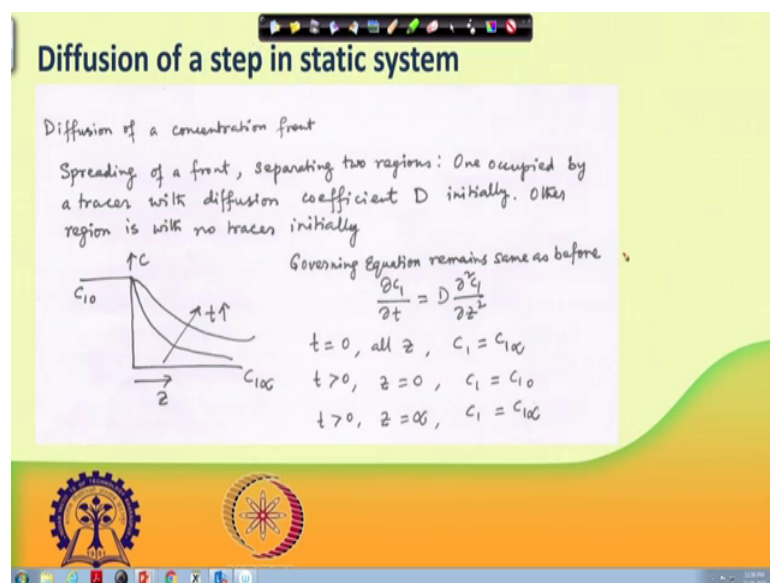 Diffusion of a step in static system
Diffusion of a concentration front
Spreading of a front, separating two regions: One occupied by
a tracer with diffusion coefficient D initially. Other
region is with no tracer initially
Governing Equation remains same as before
∂c₁/∂t = D ∂²c₁/∂z²
↑C
C₁₀
t↑
C₁∝
z
t=0, all z, C₁ = C₁∝
t>0, z=0, C₁ = C₁₀
t>0, z=∝, C₁ = C₁∝
1951